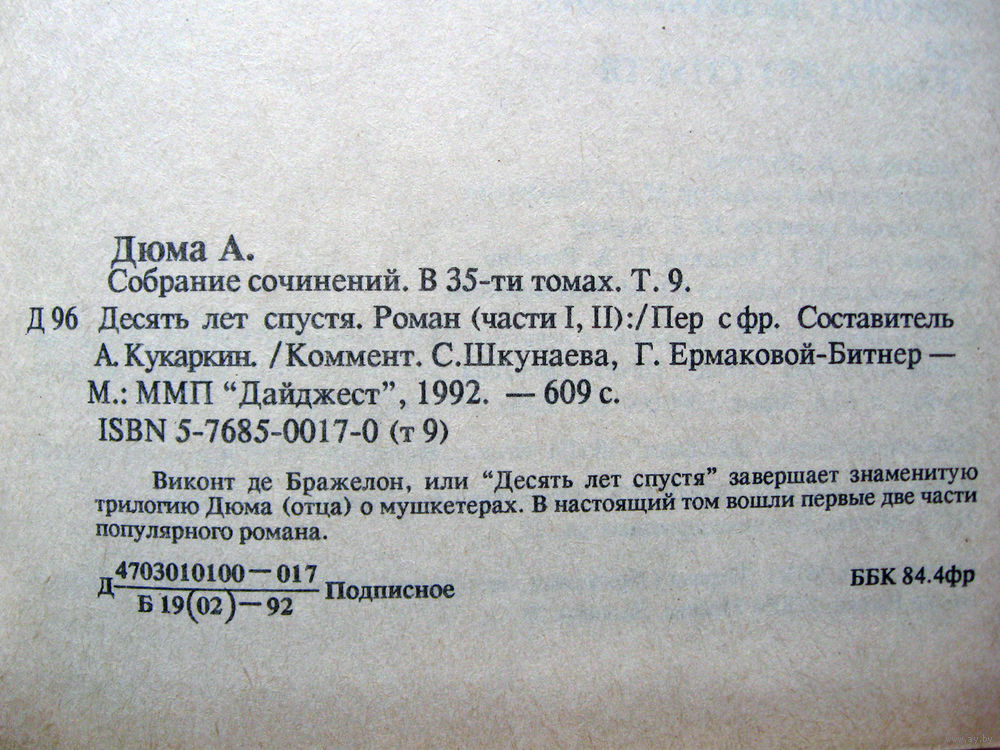 Дюма А.
Собрание сочинений. В 35-ти томах. Т. 9.
Д 96 Десять лет спустя. Роман (части I, II):/Пер с фр. Составитель
А. Кукаркин. /Коммент. С.Шкунаева, Г. Ермаковой-Битнер —
М.: ММП “Дайджест”, 1992. — 609 с.
ISBN 5-7685-0017-0 (т 9)
Виконт де Бражелон, или “Десять лет спустя” завершает знаменитую
трилогию Дюма (отца) о мушкетерах. В настоящий том вошли первые две части
популярного романа.
Д 4703010100—017
Б 19(02)—92
Подписное
ББК 84.4фр
www.ay.by